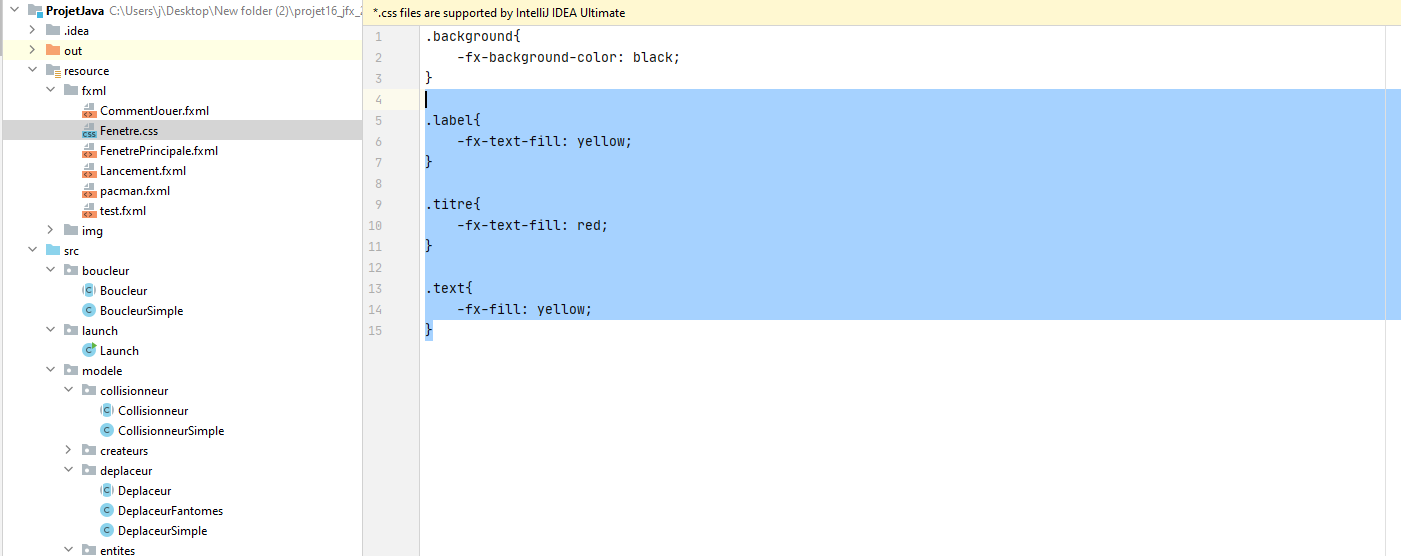 ProjetJava C:\Users\j\Desktop\New folder (2)\projet16_jfx_
.idea
out
resource
fxml
CommentJouer.fxml
Fenetre.css
FenetrePrincipale.fxml
Lancement.fxml
pacman.fxml
test.fxml
img
src
boucleur
Boucleur
BoucleurSimple
launch
Launch
modele
collisionneur
Collisionneur
CollisionneurSimple
createurs
deplaceur
Deplaceur
DeplaceurFantomes
DeplaceurSimple
entites
*.css files are supported by IntelliJ IDEA Ultimate
1 .background{
2 -fx-background-color: black;
3 }
4
5 .label{
6 -fx-text-fill: yellow;
7 }
8
9 .titre{
10 -fx-text-fill: red;
11 }
12
13 .text{
14 -fx-fill: yellow;
15 }